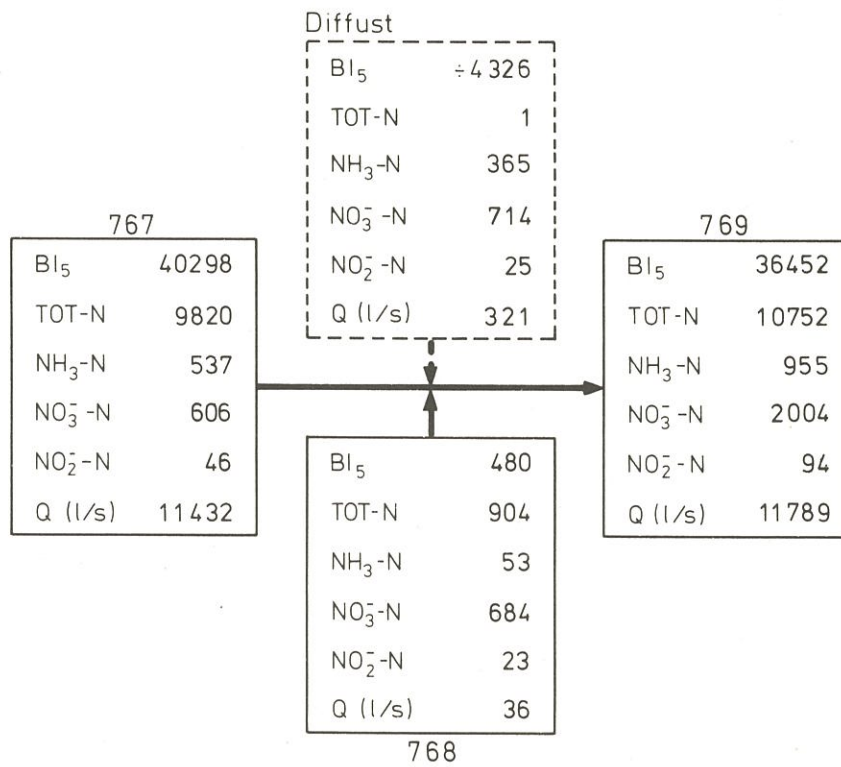 Diffust
BI₅ ÷4326
TOT-N 1
NH₃-N 365
NO₃⁻-N 714
NO₂⁻-N 25
Q (l/s) 321
767
BI₅ 40298
TOT-N 9820
NH₃-N 537
NO₃⁻-N 606
NO₂⁻-N 46
Q (l/s) 11432
769
BI₅ 36452
TOT-N 10752
NH₃-N 955
NO₃⁻-N 2004
NO₂⁻-N 94
Q (l/s) 11789
BI₅ 480
TOT-N 904
NH₃-N 53
NO₃⁻-N 684
NO₂⁻-N 23
Q (l/s) 36
768